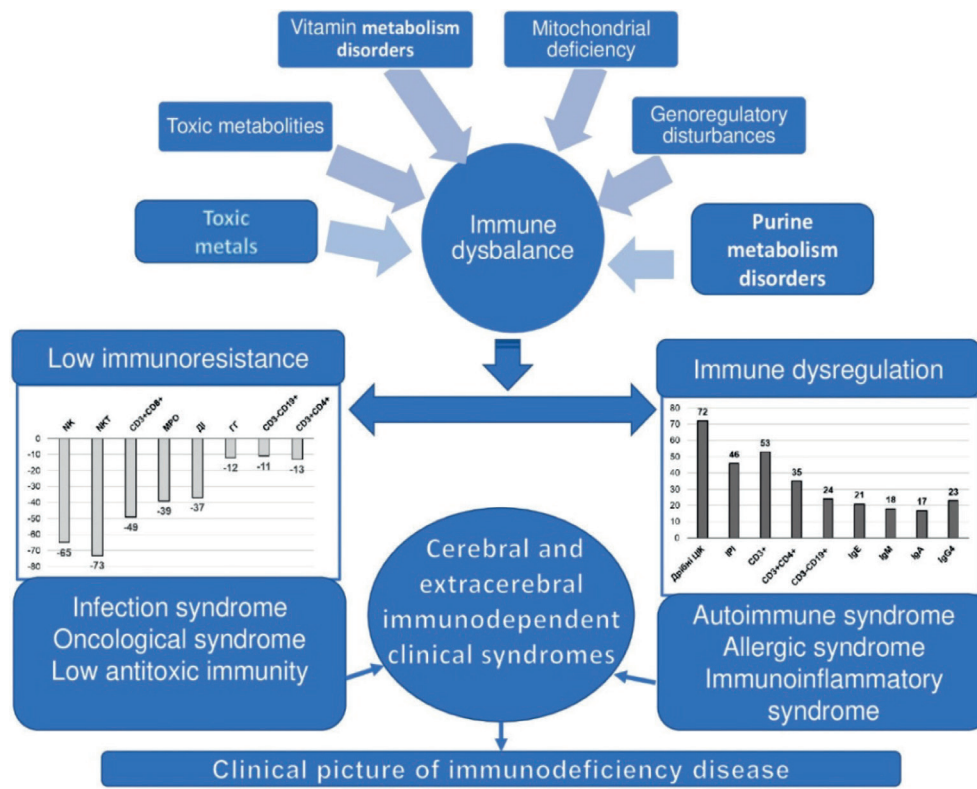 Vitamin metabolism
disorders
Mitochondrial
deficiency
Toxic metabolities
Genoregulatory
disturbances
Toxic
metals
Immune
dysbalance
Purine
metabolism
disorders
Low immunoresistance
NK
NKT
CD3+CD8+
MPO
ДІ
ГГ
CD3-CD19+
CD3+CD4+
0
-10
-20
-30
-40
-50
-60
-70
-80
-65
-73
-49
-39
-37
-12
-11
-13
Infection syndrome
Oncological syndrome
Low antitoxic immunity
Immune dysregulation
80
70
60
50
40
30
20
10
0
72
46
53
35
24
21
18
17
23
Дрібні ЦІК
ІРІ
CD3+
CD3+CD4+
CD3-CD19+
IgE
IgM
IgA
IgG4
Autoimmune syndrome
Allergic syndrome
Immunoinflammatory
syndrome
Cerebral and
extracerebral
immunodependent
clinical syndromes
Clinical picture of immunodeficiency disease